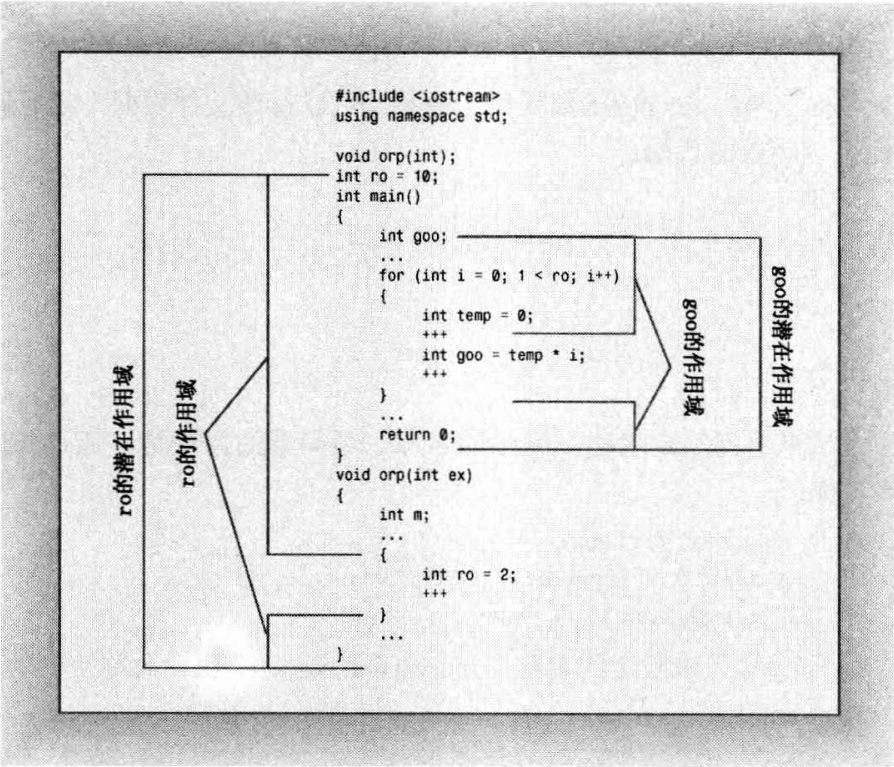 #include <iostream>
using namespace std;
void orp(int);
int ro = 10;
int main()
{
int goo;
...
for (int i = 0; 1 < ro; i++)
{
int temp = 0;
+++
int goo = temp * i;
+++
}
...
return 0;
}
void orp(int ex)
{
int m;
...
{
int ro = 2;
+++
}
...
}
ro的潜在作用域
ro的作用域
goo的作用域
goo的潜在作用域